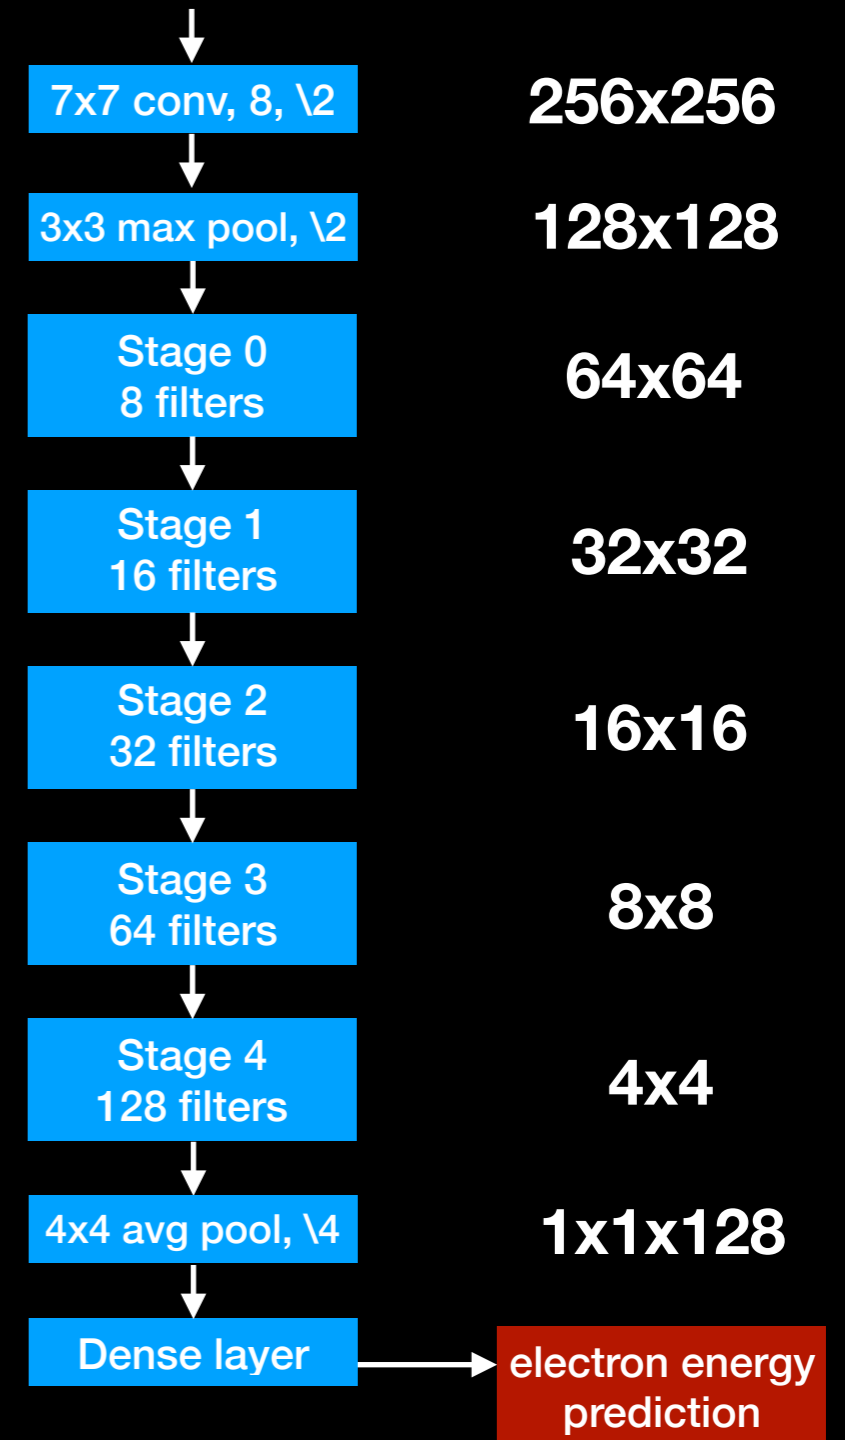 7x7 conv, 8, \2
256x256
3x3 max pool, \2
128x128
Stage 0
8 filters
64x64
Stage 1
16 filters
32x32
Stage 2
32 filters
16x16
Stage 3
64 filters
8x8
Stage 4
128 filters
4x4
4x4 avg pool, \4
1x1x128
Dense layer
electron energy
prediction